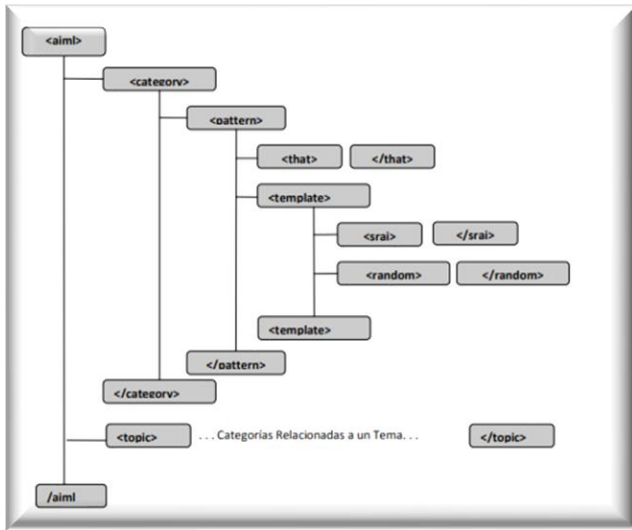 <aiml>
<category>
<pattern>
<that> </that>
<template>
<srai> </srai>
<random> </random>
<template>
</pattern>
</category>
<topic> . . . Categorías Relacionadas a un Tema. . . </topic>
/aiml